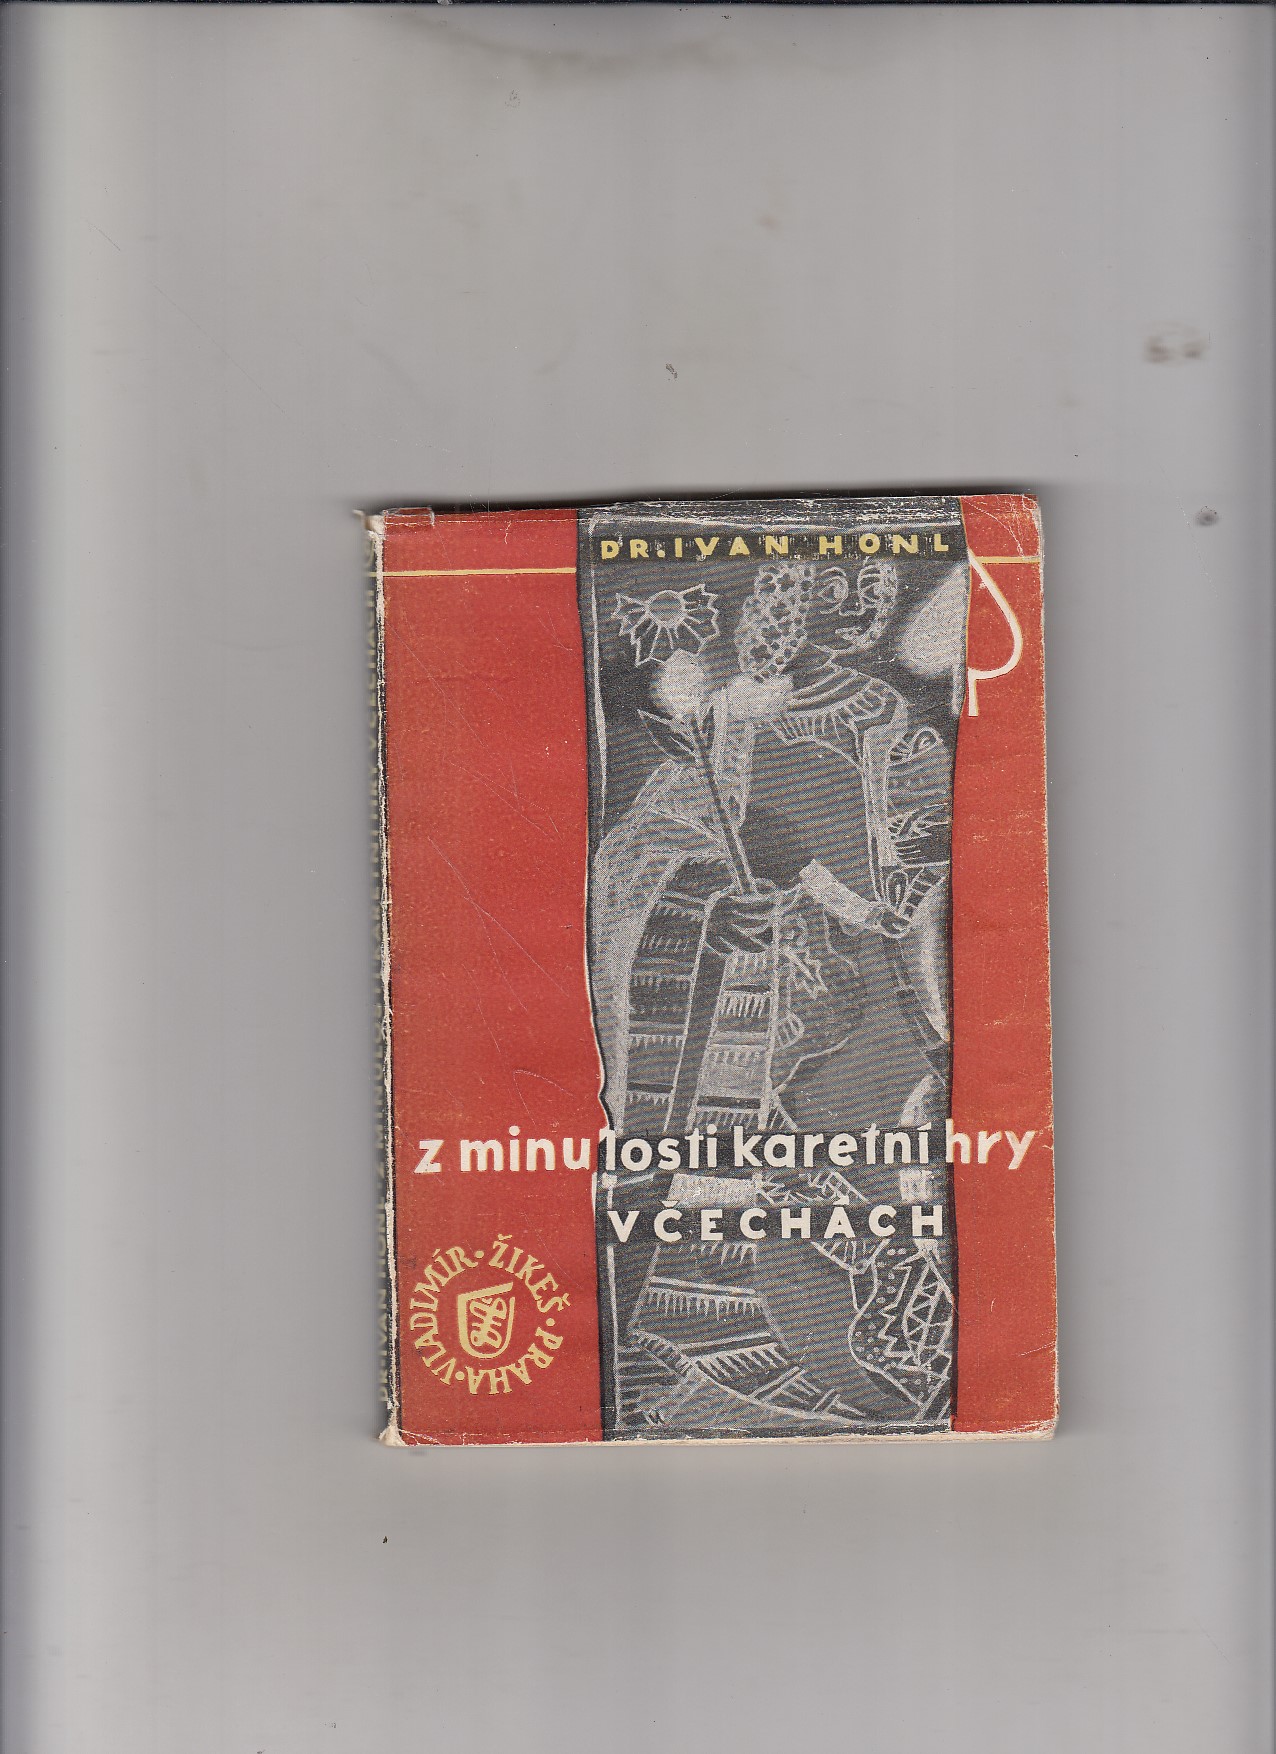 DR. IVAN HONL
z minulosti karetní hry
V ČECHÁCH
VLADIMÍR · ŽIKEŠ · PRAHA ·